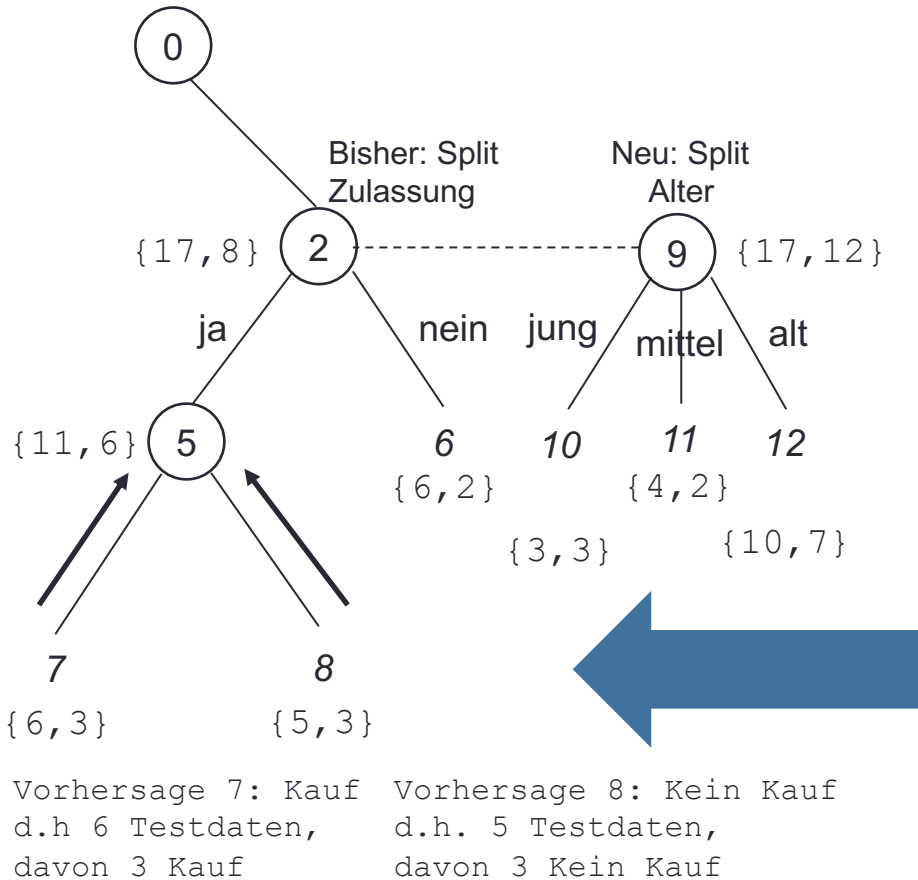 0
Bisher: Split
Zulassung
Neu: Split
Alter
{17,8}
2
9
{17,12}
ja
nein
jung
mittel
alt
{11,6}
5
6
10
11
12
{6,2}
{4,2}
{3,3}
{10,7}
7
8
{6,3}
{5,3}
Vorhersage 7: Kauf
d.h 6 Testdaten,
davon 3 Kauf
Vorhersage 8: Kein Kauf
d.h. 5 Testdaten,
davon 3 Kein Kauf